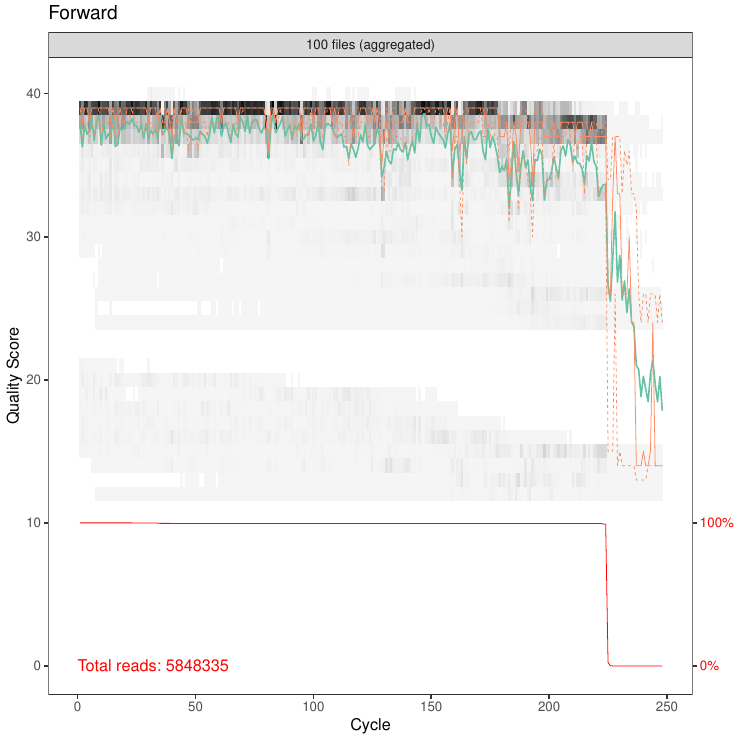 Forward
100 files (aggregated)
Quality Score
40
30
20
10
0
100%
0%
Total reads: 5848335
0
50
100
150
200
250
Cycle